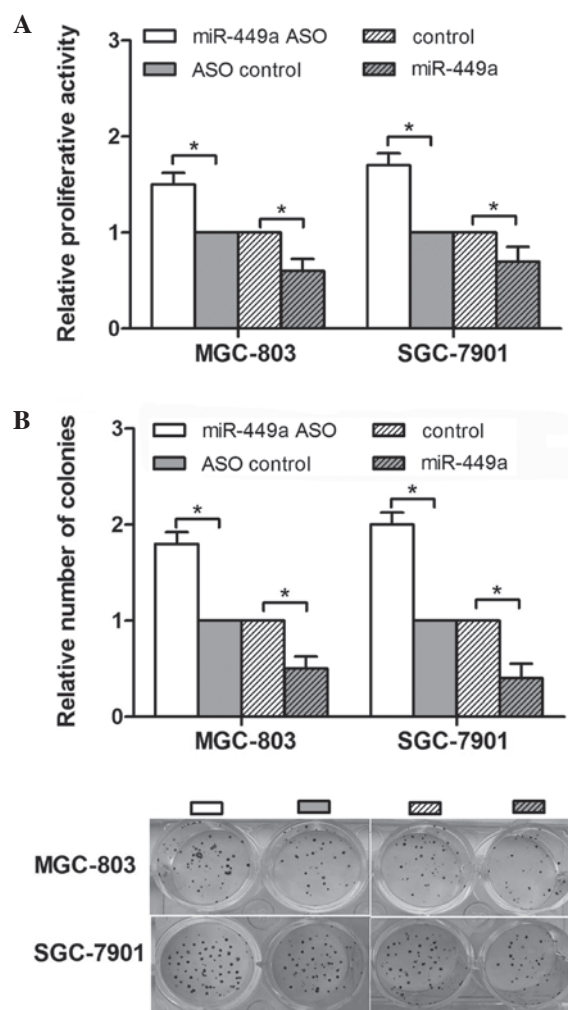 A
Relative proliferative activity
3
2
1
0
miR-449a ASO
control
ASO control
miR-449a
*
*
*
*
MGC-803
SGC-7901
B
Relative number of colonies
3
2
1
0
miR-449a ASO
control
ASO control
miR-449a
*
*
*
*
MGC-803
SGC-7901
MGC-803
SGC-7901